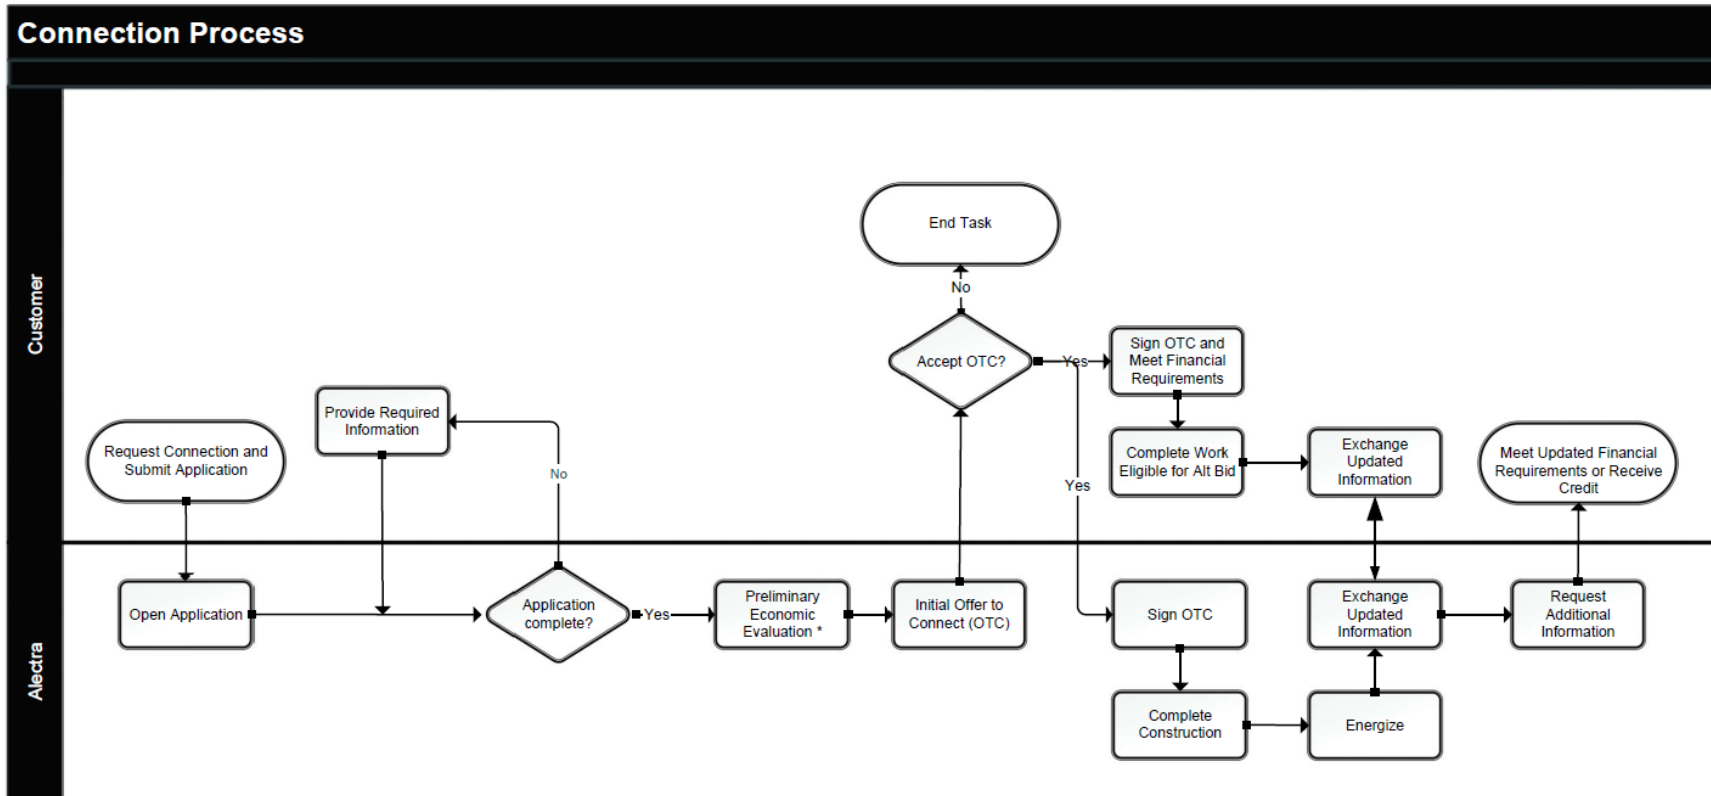 Connection Process
Customer
End Task
No
Accept OTC?
Yes
Sign OTC and
Meet Financial
Requirements
Provide Required
Information
Request Connection and
Submit Application
No
Yes
Complete Work
Eligible for Alt Bid
Exchange
Updated
Information
Meet Updated Financial
Requirements or Receive
Credit
Alectra
Open Application
Application
complete?
Yes
Preliminary
Economic
Evaluation *
Initial Offer to
Connect (OTC)
Sign OTC
Exchange
Updated
Information
Request
Additional
Information
Complete
Construction
Energize